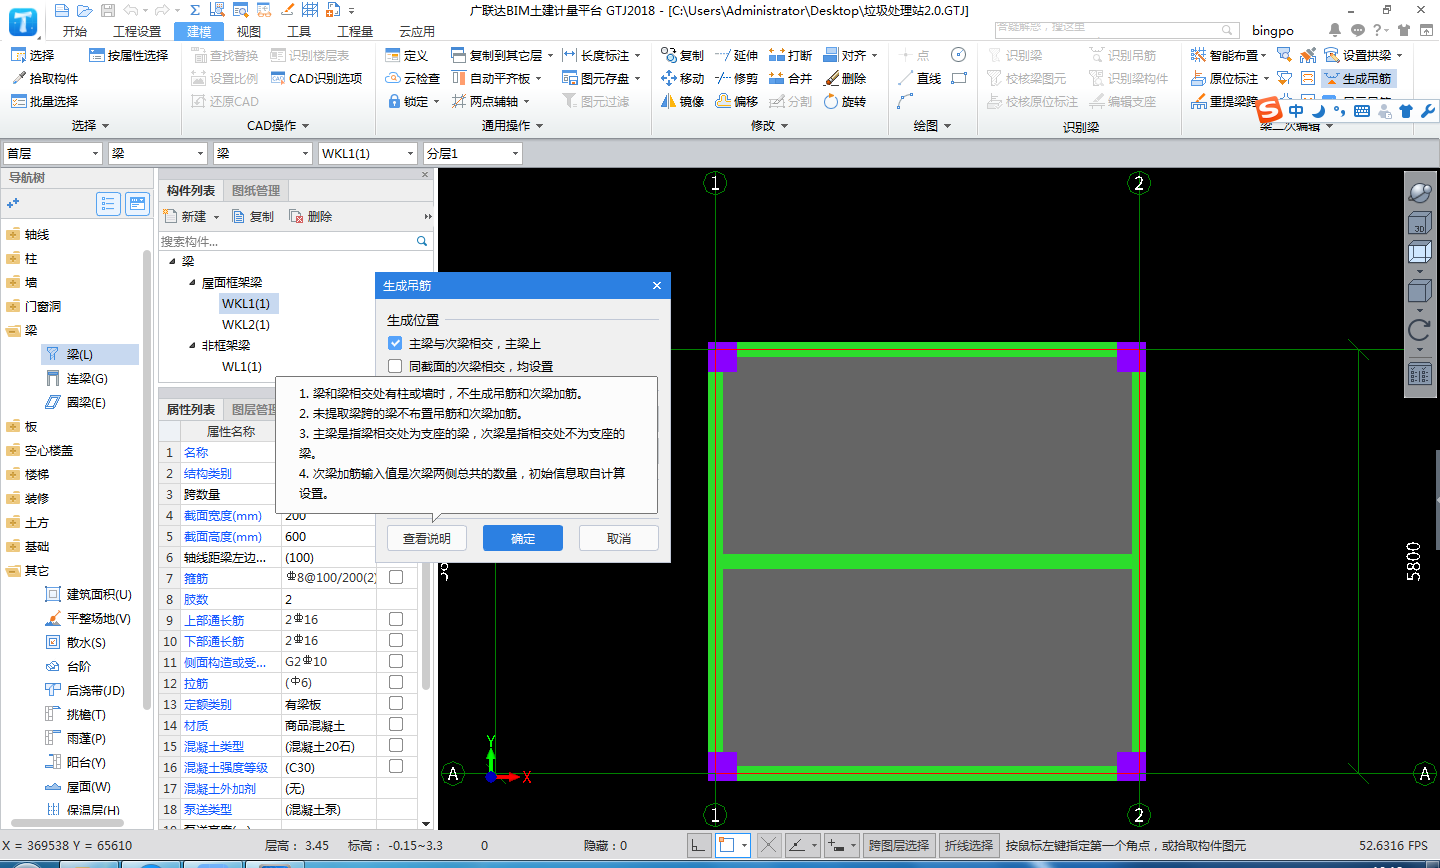 广联达BIM土建计量平台 GTJ2018 - [C:\Users\Administrator\Desktop\垃圾处理站2.0.GTJ]
开始 工程设置 建模 视图 工具 工程量 云应用
答疑解惑，搜这里
bingpo
选择 按属性选择 查找替换 识别楼层表 定义 复制到其它层 长度标注 复制 延伸 打断 对齐 点 识别梁 识别吊筋 智能布置 设置拱梁
拾取构件 设置比例 CAD识别选项 云检查 自动平齐板 图元存盘 移动 修剪 合并 删除 直线 校核梁图元 识别梁构件 原位标注 生成吊筋
批量选择 还原CAD 锁定 两点辅轴 图元过滤 镜像 偏移 分割 旋转 校核原位标注 编辑支座 重提梁跨
中
选择 CAD操作 通用操作 修改 绘图 识别梁 梁二次编辑
首层 梁 梁 WKL1(1) 分层1
导航树
轴线
柱
墙
门窗洞
梁
梁(L)
连梁(G)
圈梁(E)
板
空心楼盖
楼梯
装修
土方
基础
其它
建筑面积(U)
平整场地(V)
散水(S)
台阶
后浇带(JD)
挑檐(T)
雨蓬(P)
阳台(Y)
屋面(W)
保温层(H)
构件列表 图纸管理
新建 复制 删除
搜索构件...
梁
屋面框架梁
WKL1(1)
WKL2(1)
非框架梁
WL1(1)
属性列表 图层管理
属性名称
1 名称
2 结构类别
3 跨数量
4 截面宽度(mm) 200
5 截面高度(mm) 600
6 轴线距梁左边... (100)
7 箍筋 8@100/200(2)
8 肢数 2
9 上部通长筋 2 16
10 下部通长筋 2 16
11 侧面构造或受... G2 10
12 拉筋 ( 6)
13 定额类别 有梁板
14 材质 商品混凝土
15 混凝土类型 (混凝土20石)
16 混凝土强度等级 (C30)
17 混凝土外加剂 (无)
18 泵送类型 (混凝土泵)
生成吊筋
生成位置
主梁与次梁相交，主梁上
同截面的次梁相交，均设置
1. 梁和梁相交处有柱或墙时，不生成吊筋和次梁加筋。
2. 未提取梁跨的梁不布置吊筋和次梁加筋。
3. 主梁是指梁相交处为支座的梁，次梁是指相交处不为支座的
梁。
4. 次梁加筋输入值是次梁两侧总共的数量，初始信息取自计算
设置。
查看说明 确定 取消
1 2
3D
5800
Y
X
A A
1 2
X = 369538 Y = 65610 层高： 3.45 标高： -0.15~3.3 0 隐藏：0 跨图层选择 折线选择 按鼠标左键指定第一个角点，或拾取构件图元 52.6316 FPS